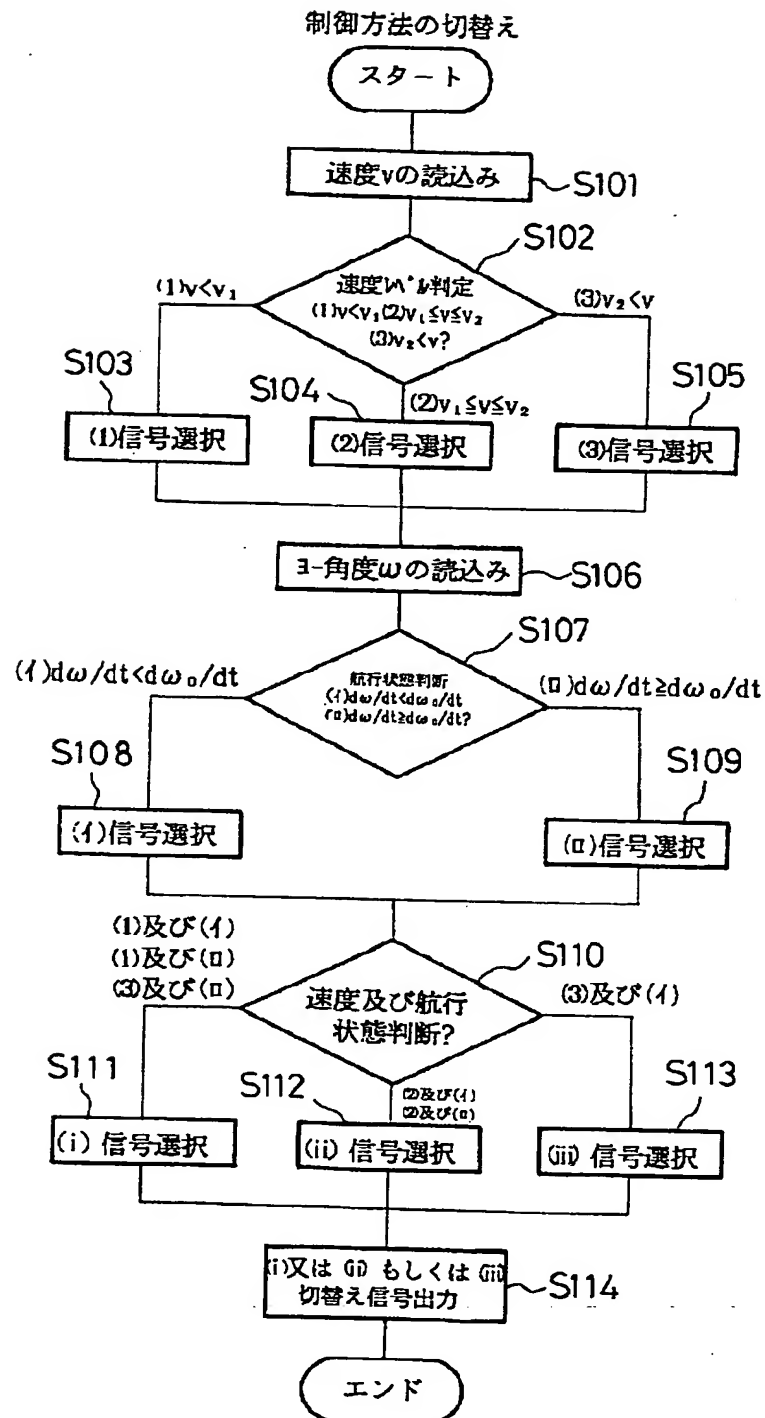 制御方法の切替え
スタート
速度vの読込み
S101
S102
速度レベル判定
(1)v<v₁(2)v₁≦v≦v₂
(3)v₂<v?
(1)v<v₁
(3)v₂<v
(2)v₁≦v≦v₂
S103
S104
S105
(1)信号選択
(2)信号選択
(3)信号選択
ヨー角度ωの読込み
S106
S107
航行状態判断
(イ)dω/dt<dω₀/dt
(ロ)dω/dt≧dω₀/dt?
(イ)dω/dt<dω₀/dt
(ロ)dω/dt≧dω₀/dt
S108
S109
(イ)信号選択
(ロ)信号選択
(1)及び(イ)
(1)及び(ロ)
(3)及び(ロ)
S110
速度及び航行
状態判断?
(3)及び(イ)
(2)及び(イ)
(2)及び(ロ)
S111
S112
S113
(i) 信号選択
(ii) 信号選択
(iii) 信号選択
(i)又は (ii) もしくは (iii)
切替え信号出力
S114
エンド